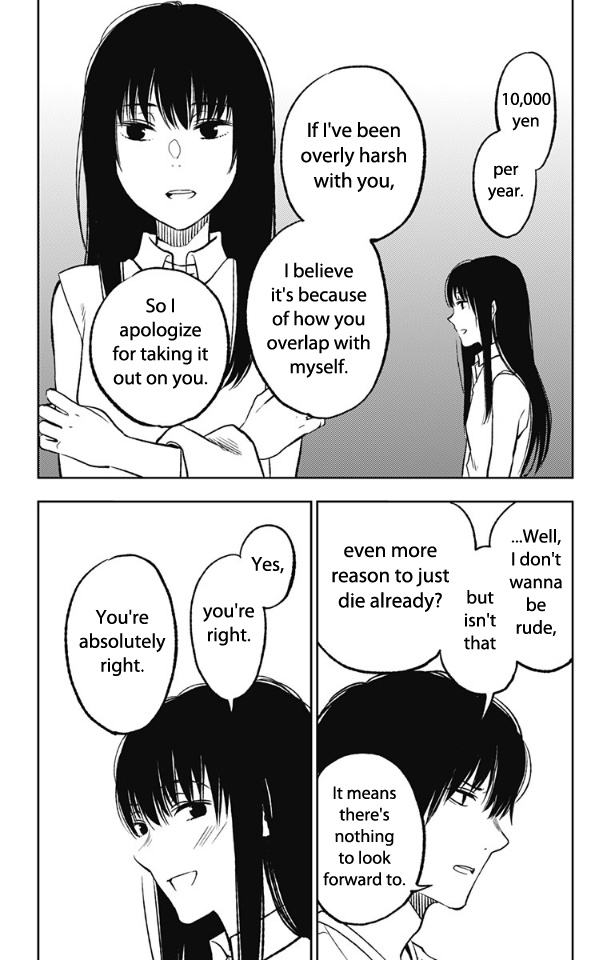 10,000
yen
per
year.
If I've been
overly harsh
with you,
I believe
it's because
of how you
overlap with
myself.
So I
apologize
for taking it
out on you.
...Well,
I don't
wanna
be
rude,
but
isn't
that
even more
reason to just
die already?
It means
there's
nothing
to look
forward to.
Yes,
you're
right.
You're
absolutely
right.